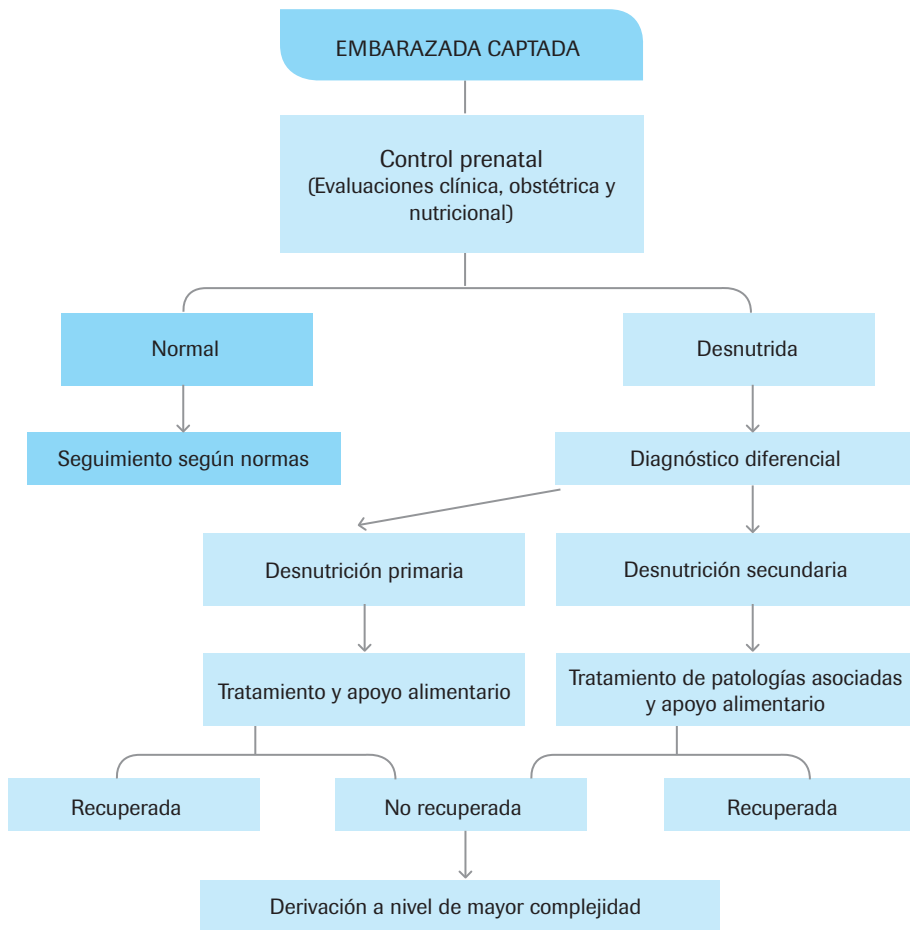 EMBARAZADA CAPTADA
Control prenatal
(Evaluaciones clínica, obstétrica y
nutricional)
Normal
Desnutrida
Seguimiento según normas
Diagnóstico diferencial
Desnutrición primaria
Desnutrición secundaria
Tratamiento y apoyo alimentario
Tratamiento de patologías asociadas
y apoyo alimentario
Recuperada
No recuperada
Recuperada
Derivación a nivel de mayor complejidad